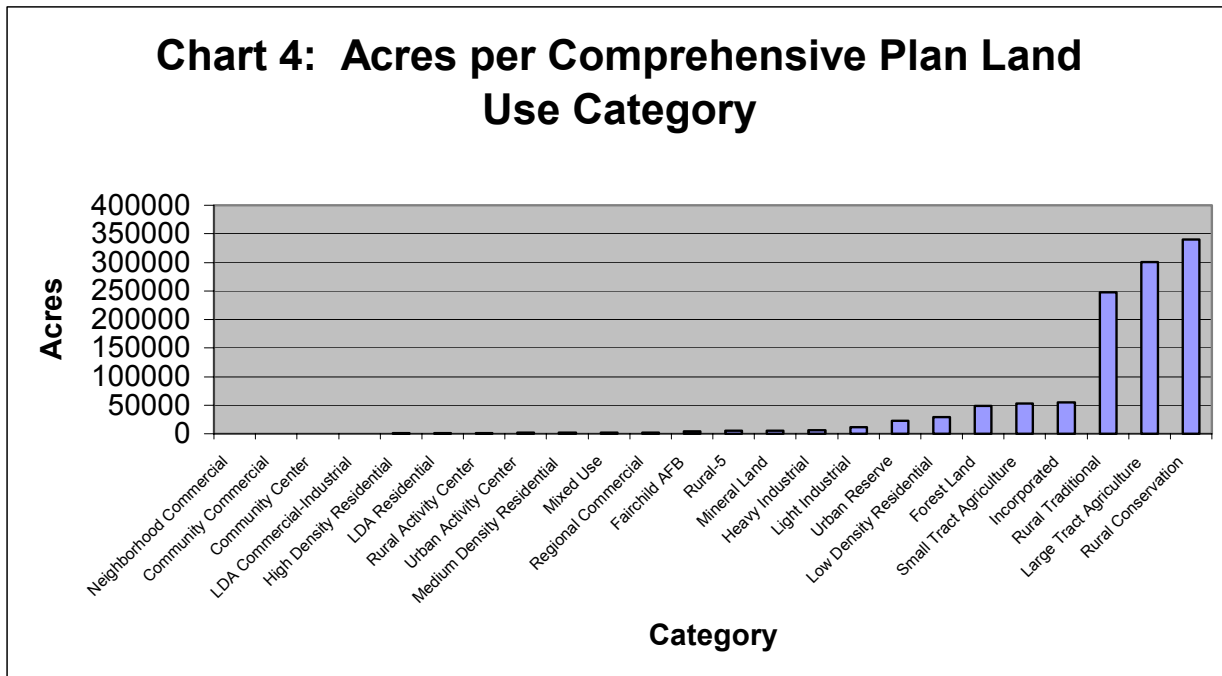 Chart 4: Acres per Comprehensive Plan Land
Use Category
Acres
400000
350000
300000
250000
200000
150000
100000
50000
0
Neighborhood Commercial
Community Commercial
Community Center
LDA Commercial-Industrial
High Density Residential
LDA Residential
Rural Activity Center
Urban Activity Center
Medium Density Residential
Mixed Use
Regional Commercial
Fairchild AFB
Rural-5
Mineral Land
Heavy Industrial
Light Industrial
Urban Reserve
Low Density Residential
Forest Land
Small Tract Agriculture
Incorporated
Rural Traditional
Large Tract Agriculture
Rural Conservation
Category